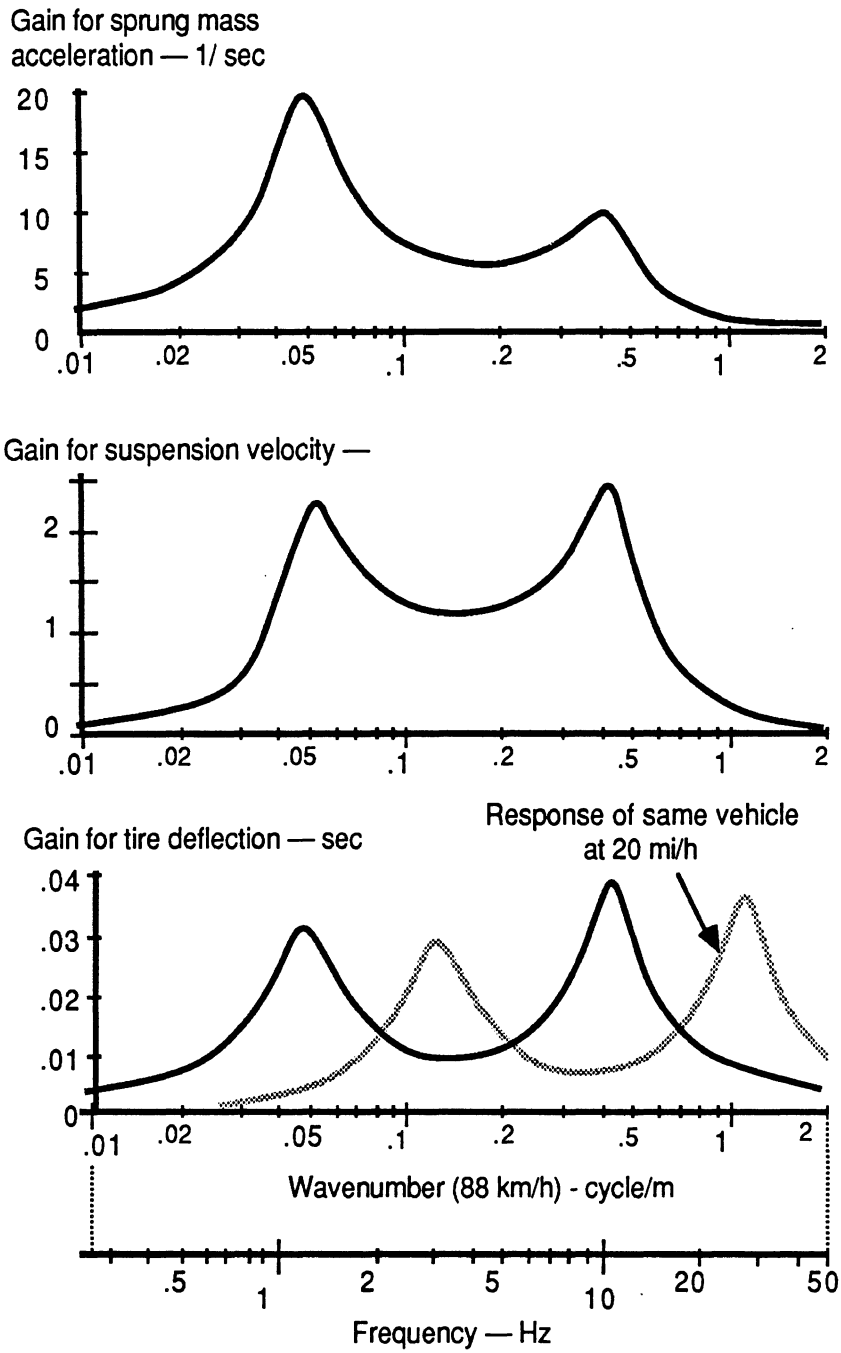 Gain for sprung mass
acceleration — 1/ sec
20
15
10
5
0
.01 .02 .05 .1 .2 .5 1 2
Gain for suspension velocity —
2
1
0
.01 .02 .05 .1 .2 .5 1 2
Response of same vehicle
at 20 mi/h
Gain for tire deflection — sec
.04
.03
.02
.01
0
.01 .02 .05 .1 .2 .5 1 2
Wavenumber (88 km/h) - cycle/m
.5 1 2 5 10 20 50
Frequency — Hz